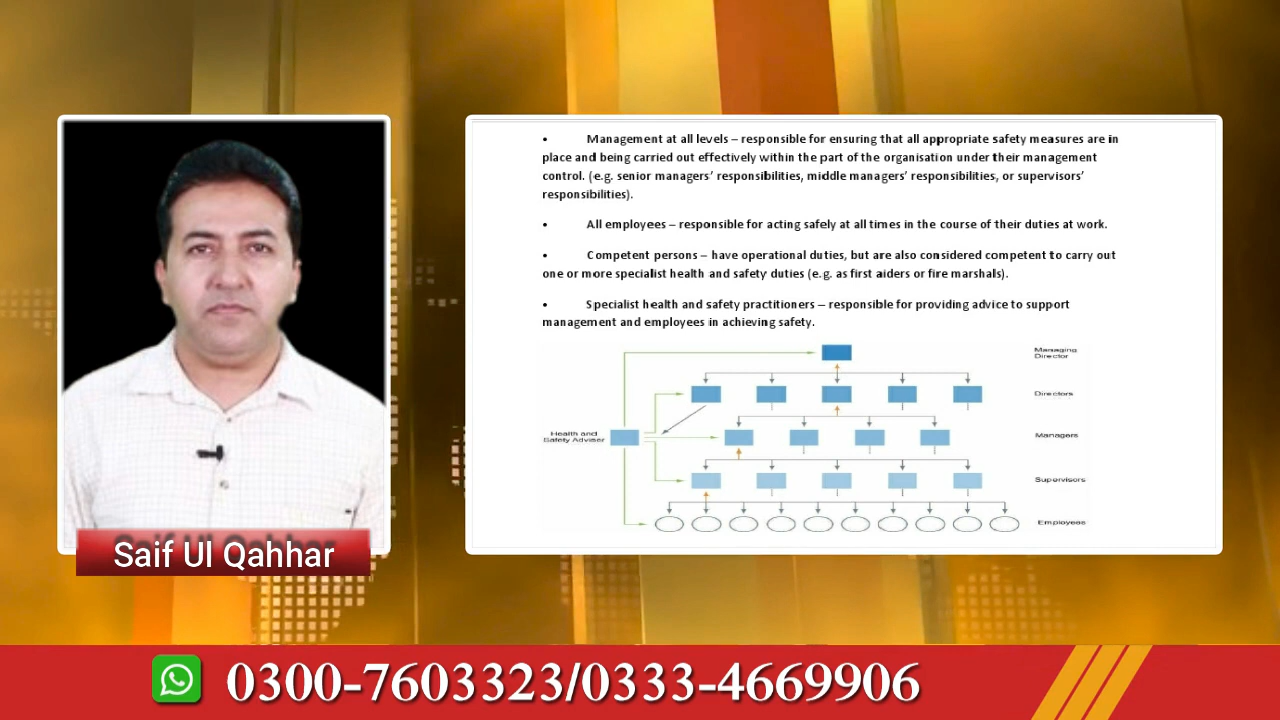 • Management at all levels – responsible for ensuring that all appropriate safety measures are in
place and being carried out effectively within the part of the organisation under their management
control. (e.g. senior managers’ responsibilities, middle managers’ responsibilities, or supervisors’
responsibilities).
• All employees – responsible for acting safely at all times in the course of their duties at work.
• Competent persons – have operational duties, but are also considered competent to carry out
one or more specialist health and safety duties (e.g. as first aiders or fire marshals).
• Specialist health and safety practitioners – responsible for providing advice to support
management and employees in achieving safety.
Managing
Director
Directors
Health and
Safety Adviser
Managers
Supervisors
Employees
Saif Ul Qahhar
0300-7603323/0333-4669906